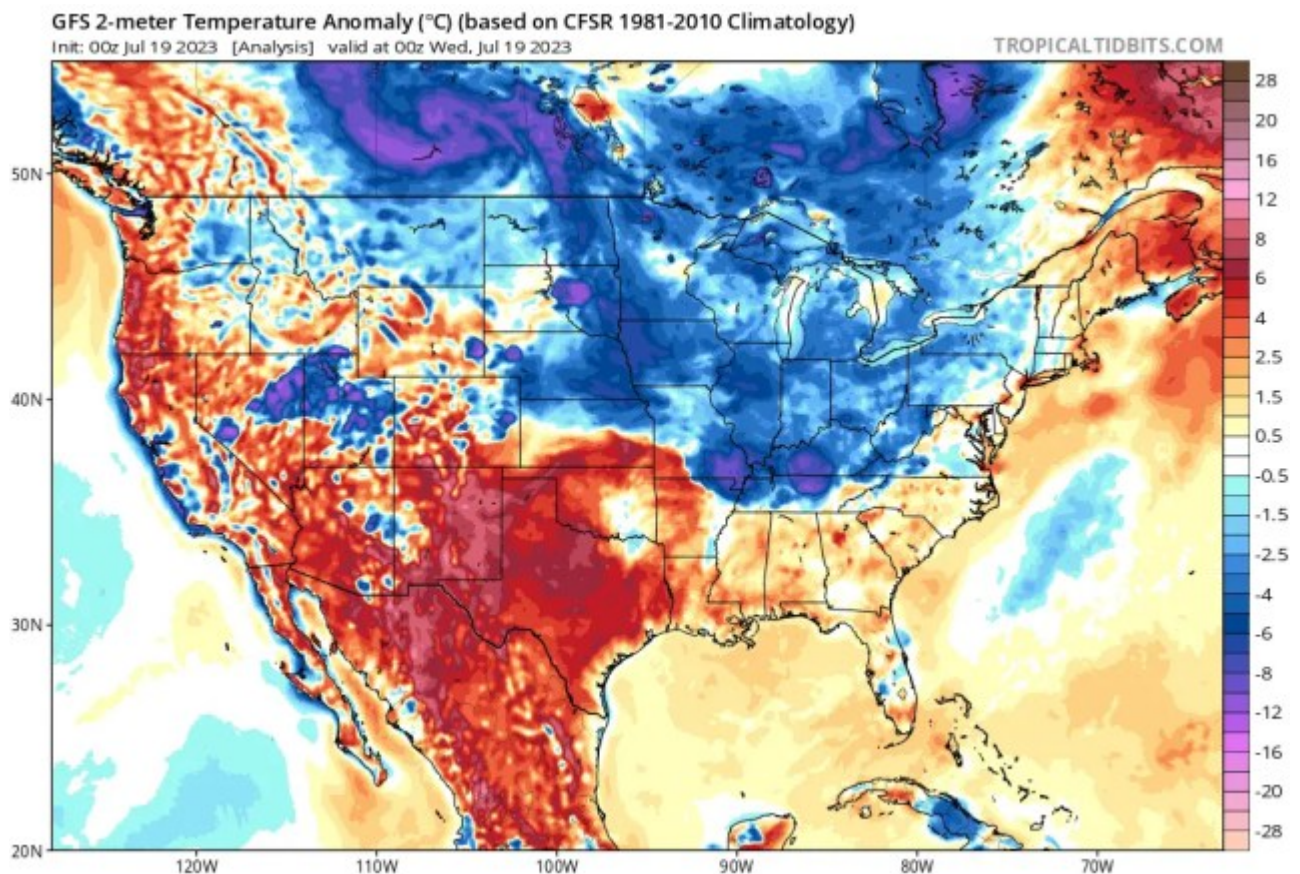 GFS 2-meter Temperature Anomaly (°C) (based on CFSR 1981-2010 Climatology)
Init: 00z Jul 19 2023 [Analysis] valid at 00z Wed, Jul 19 2023
TROPICALTIDBITS.COM
28
20
16
12
8
6
4
2.5
1.5
0.5
-0.5
-1.5
-2.5
-4
-6
-8
-12
-16
-20
-28
50N
40N
30N
20N
120W
110W
100W
90W
80W
70W